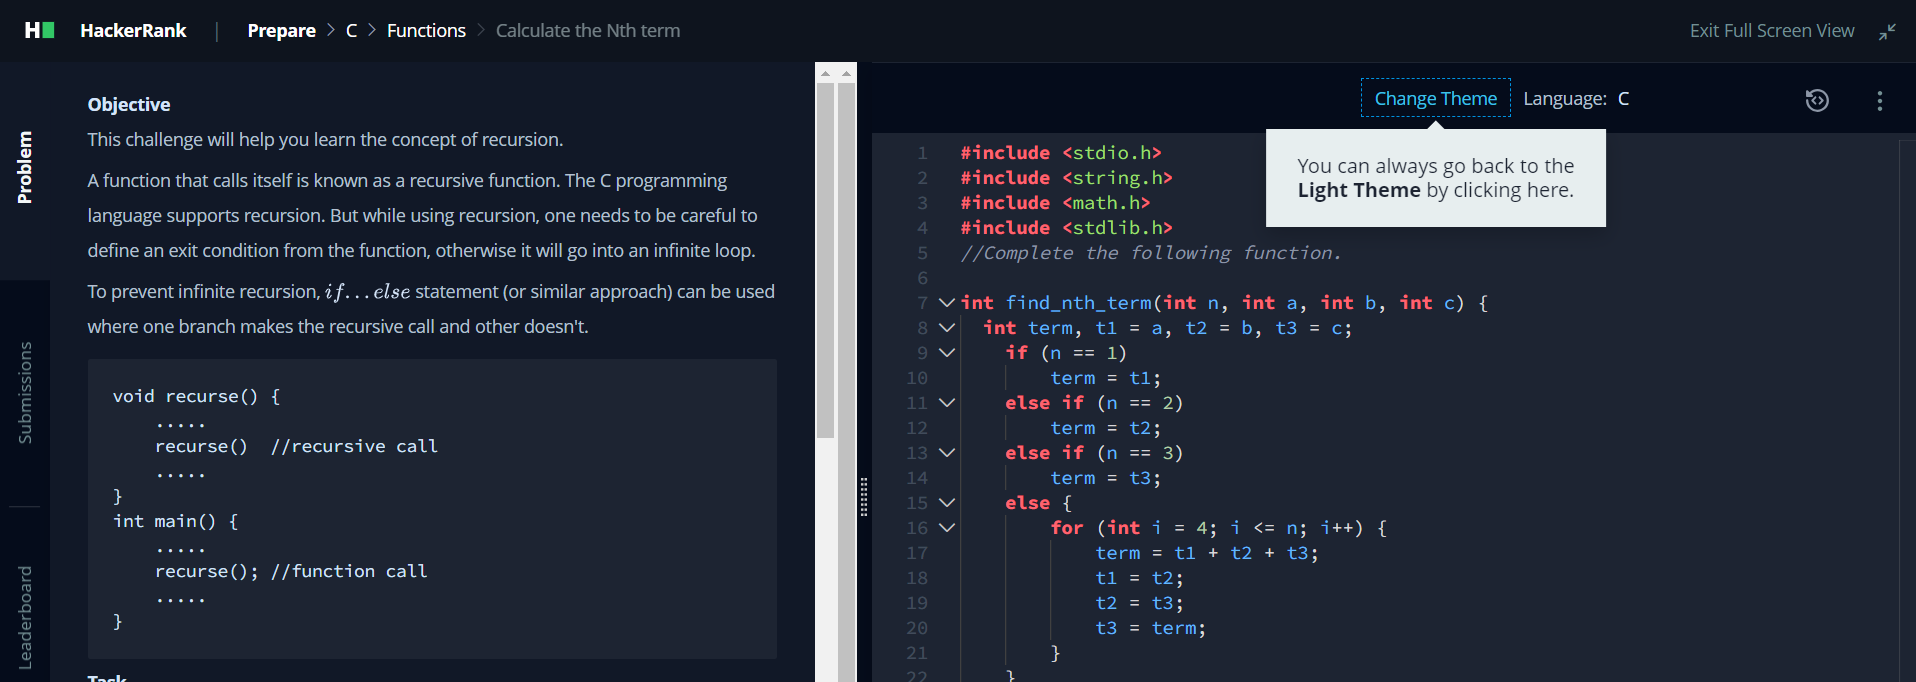 HackerRank | Prepare > C > Functions > Calculate the Nth term
Exit Full Screen View
Problem
Submissions
Leaderboard
Objective
This challenge will help you learn the concept of recursion.
A function that calls itself is known as a recursive function. The C programming
language supports recursion. But while using recursion, one needs to be careful to
define an exit condition from the function, otherwise it will go into an infinite loop.
To prevent infinite recursion, if...else statement (or similar approach) can be used
where one branch makes the recursive call and other doesn't.
void recurse() {
.....
recurse()  //recursive call
.....
}
int main() {
.....
recurse(); //function call
.....
}
Task
Change Theme
Language: C
You can always go back to the
Light Theme by clicking here.
1 #include <stdio.h>
2 #include <string.h>
3 #include <math.h>
4 #include <stdlib.h>
5 //Complete the following function.
6
7 int find_nth_term(int n, int a, int b, int c) {
8 int term, t1 = a, t2 = b, t3 = c;
9 if (n == 1)
10 term = t1;
11 else if (n == 2)
12 term = t2;
13 else if (n == 3)
14 term = t3;
15 else {
16 for (int i = 4; i <= n; i++) {
17 term = t1 + t2 + t3;
18 t1 = t2;
19 t2 = t3;
20 t3 = term;
21 }
22 }